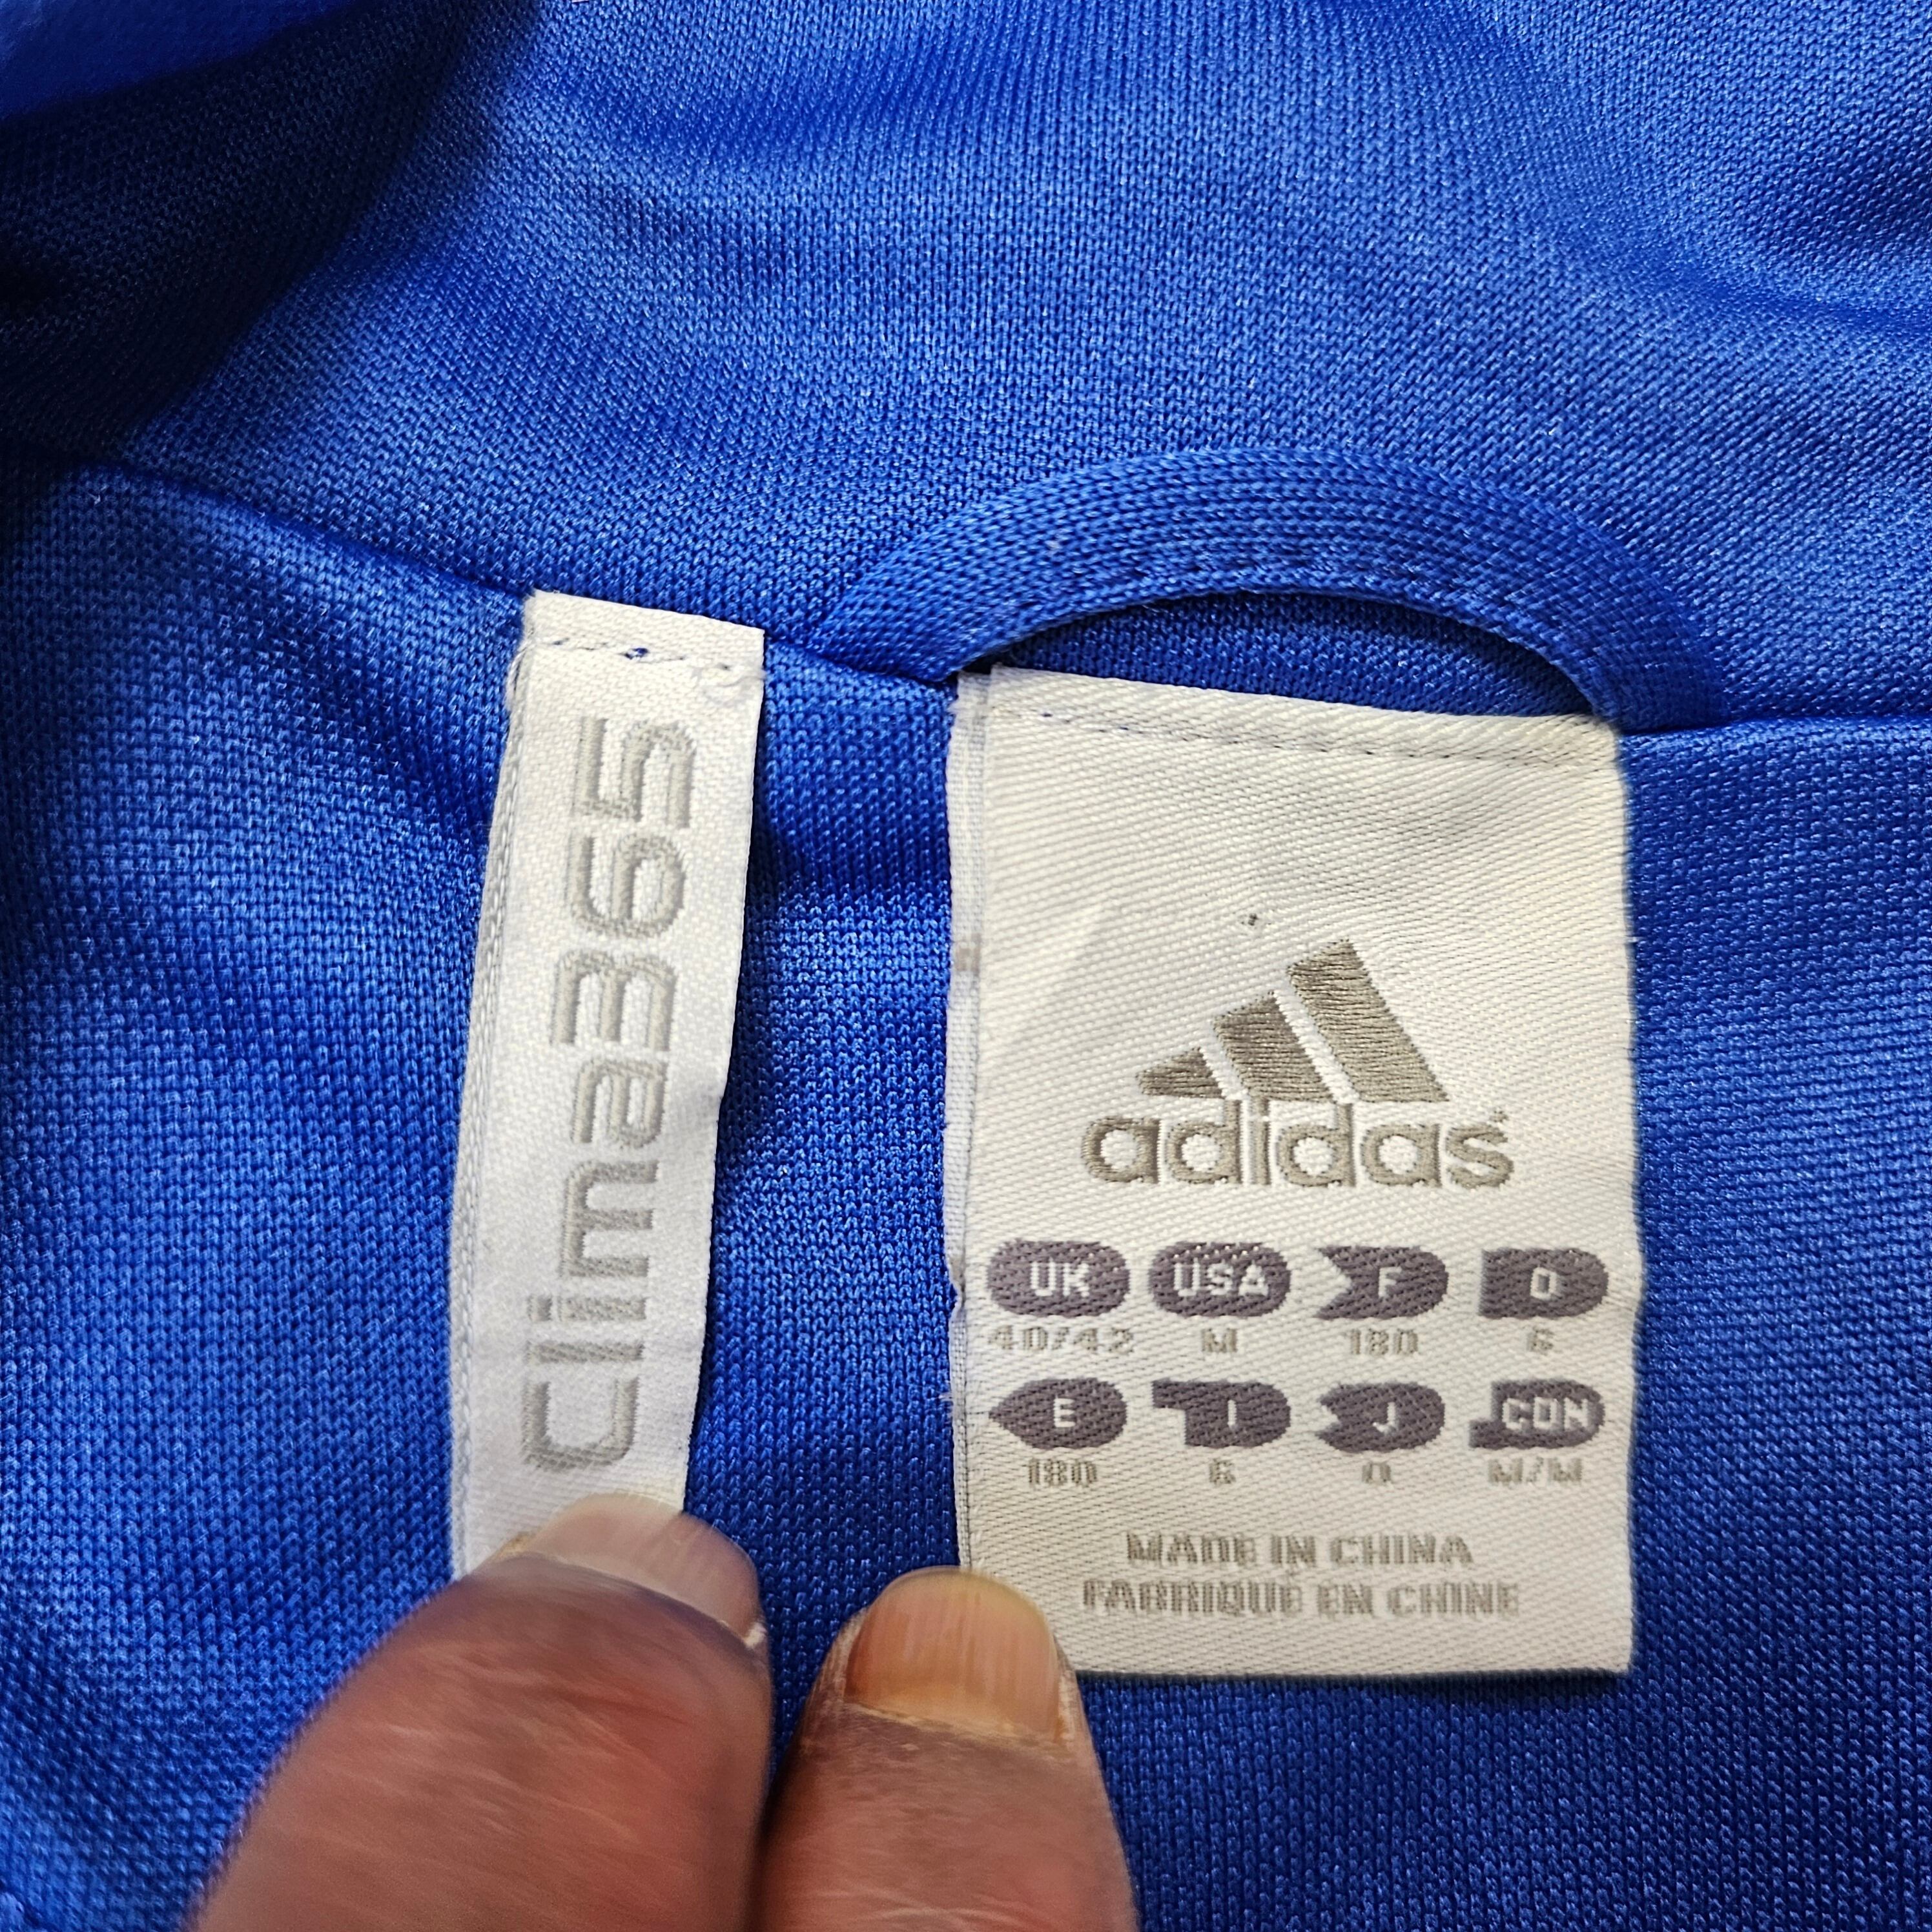 clima365
adidas
UK USA F D
40/42 M 180 6
E I J CON
180 6 O M/M
MADE IN CHINA
FABRIQUÉ EN CHINE